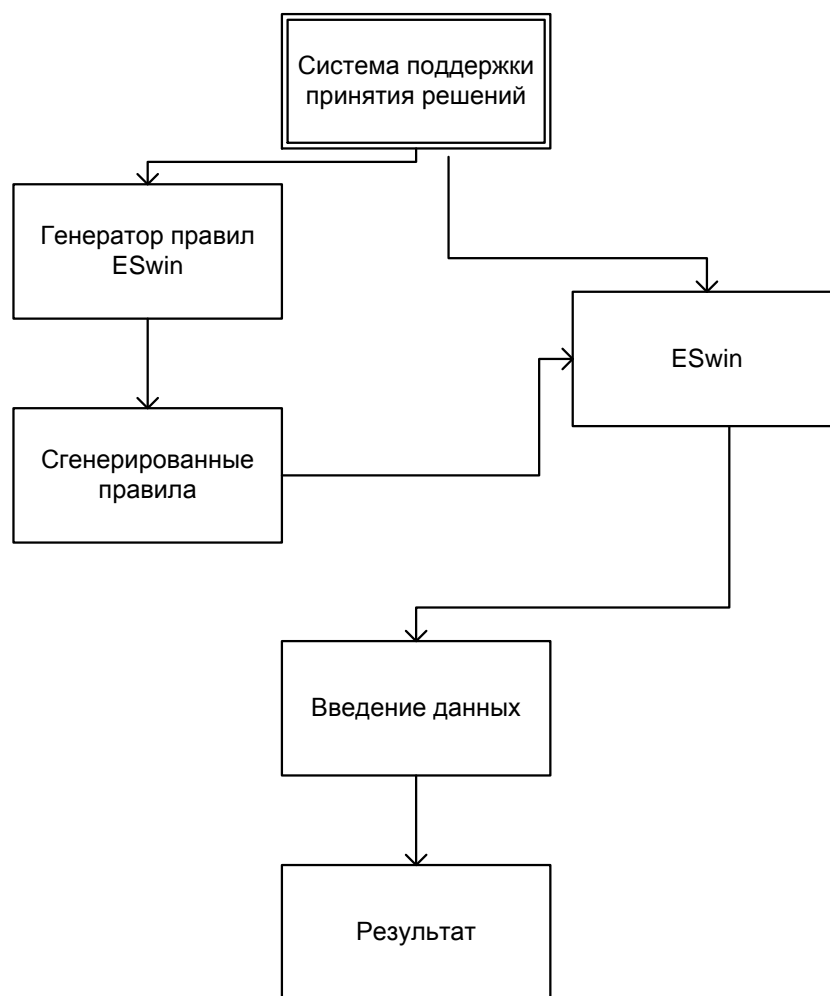 Система поддержки
принятия решений
Генератор правил
ESwin
ESwin
Сгенерированные
правила
Введение данных
Результат